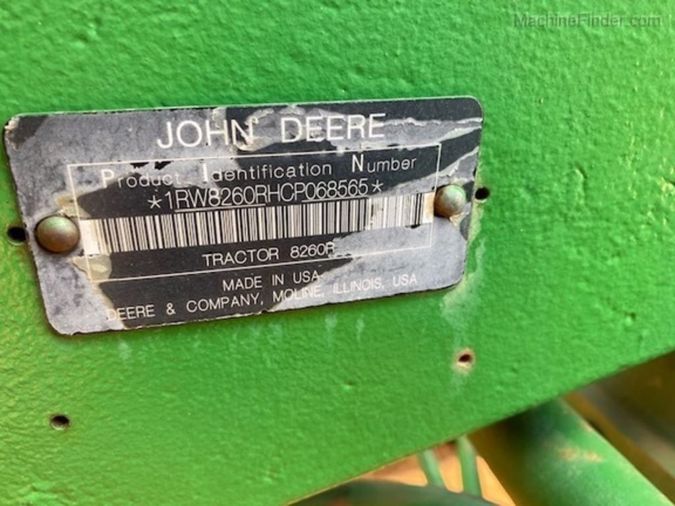 MachineFinder.com
JOHN DEERE
Product Identification Number
*1RW8260RHCP068565*
TRACTOR 8260R
MADE IN USA
DEERE & COMPANY, MOLINE, ILLINOIS, USA